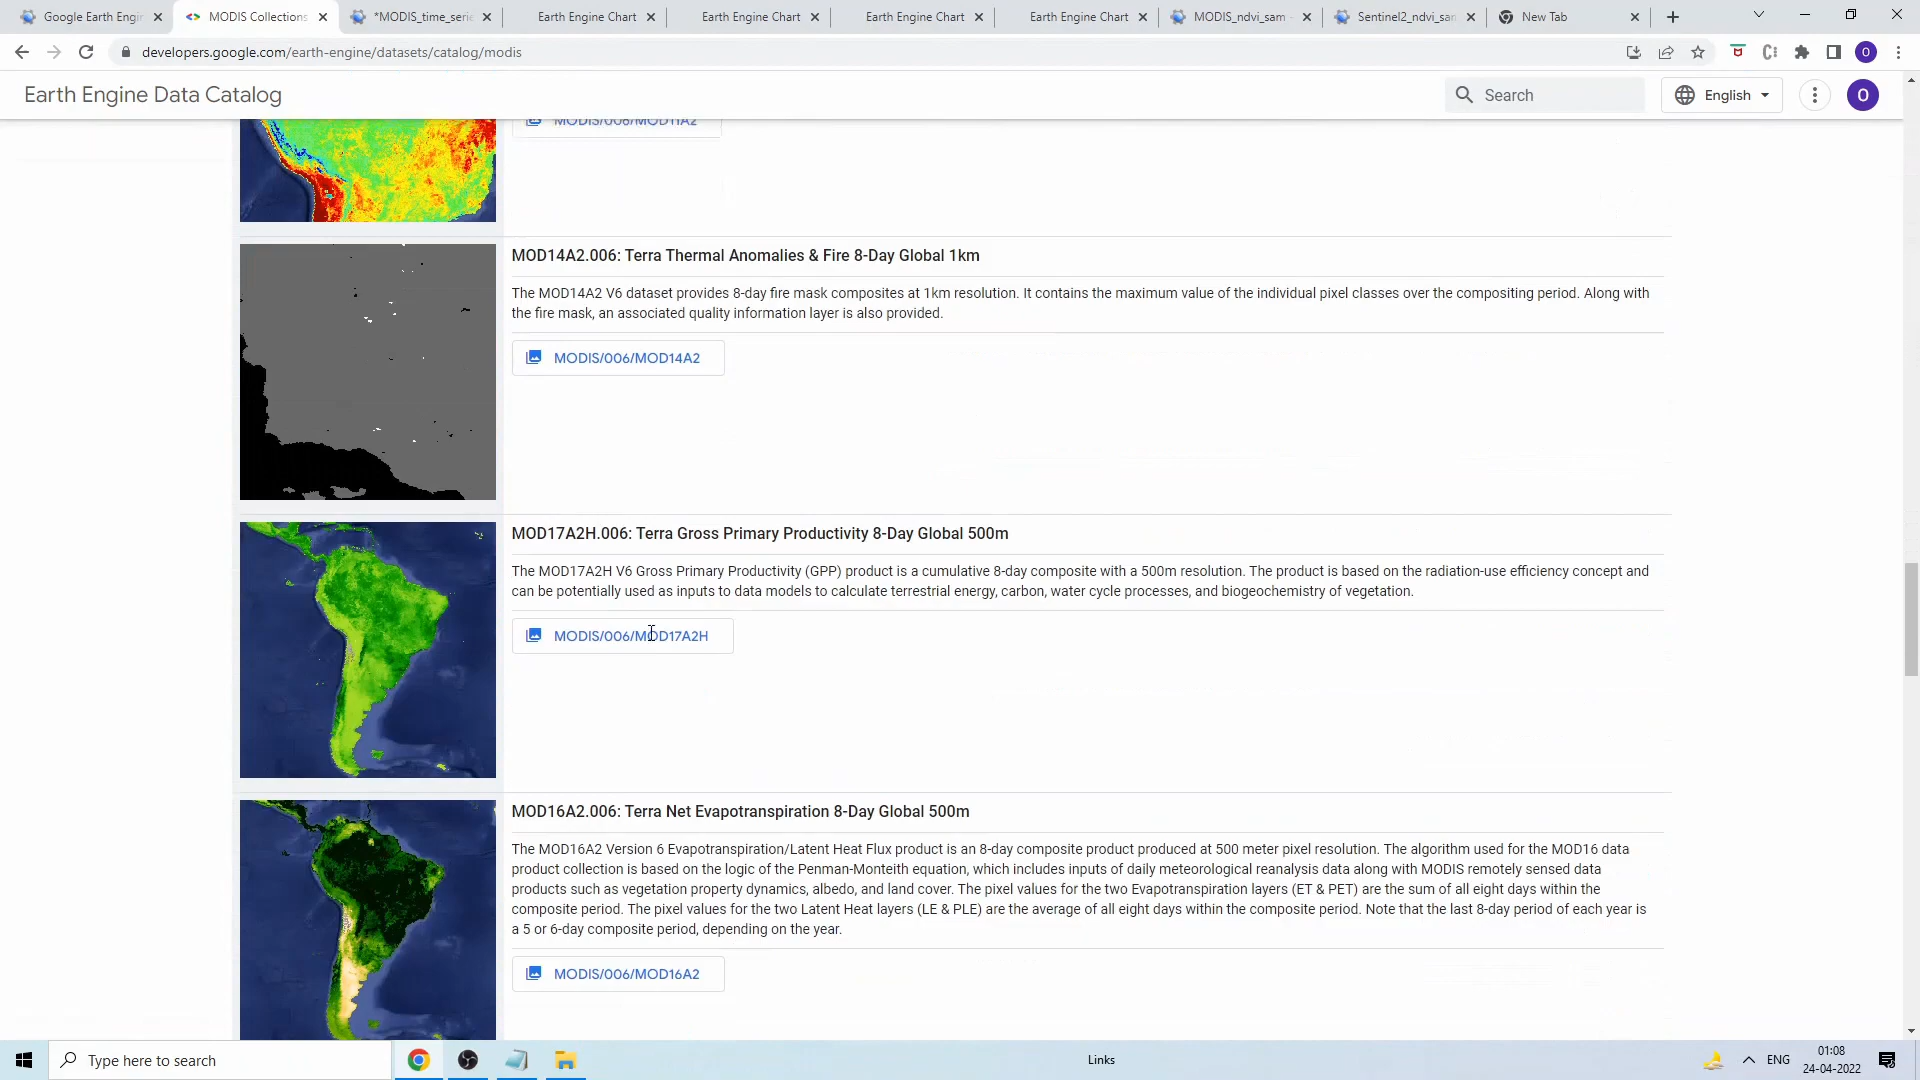 Google Earth Engin
MODIS Collections
*MODIS_time_serie
Earth Engine Chart
Earth Engine Chart
Earth Engine Chart
Earth Engine Chart
MODIS_ndvi_sam
Sentinel2_ndvi_sam
New Tab
developers.google.com/earth-engine/datasets/catalog/modis
O
Earth Engine Data Catalog
Search
English
O
MODIS/006/MOD11A2
MOD14A2.006: Terra Thermal Anomalies & Fire 8-Day Global 1km
The MOD14A2 V6 dataset provides 8-day fire mask composites at 1km resolution. It contains the maximum value of the individual pixel classes over the compositing period. Along with
the fire mask, an associated quality information layer is also provided.
MODIS/006/MOD14A2
MOD17A2H.006: Terra Gross Primary Productivity 8-Day Global 500m
The MOD17A2H V6 Gross Primary Productivity (GPP) product is a cumulative 8-day composite with a 500m resolution. The product is based on the radiation-use efficiency concept and
can be potentially used as inputs to data models to calculate terrestrial energy, carbon, water cycle processes, and biogeochemistry of vegetation.
MODIS/006/MOD17A2H
MOD16A2.006: Terra Net Evapotranspiration 8-Day Global 500m
The MOD16A2 Version 6 Evapotranspiration/Latent Heat Flux product is an 8-day composite product produced at 500 meter pixel resolution. The algorithm used for the MOD16 data
product collection is based on the logic of the Penman-Monteith equation, which includes inputs of daily meteorological reanalysis data along with MODIS remotely sensed data
products such as vegetation property dynamics, albedo, and land cover. The pixel values for the two Evapotranspiration layers (ET & PET) are the sum of all eight days within the
composite period. The pixel values for the two Latent Heat layers (LE & PLE) are the average of all eight days within the composite period. Note that the last 8-day period of each year is
a 5 or 6-day composite period, depending on the year.
MODIS/006/MOD16A2
Type here to search
Links
ENG
01:08
24-04-2022